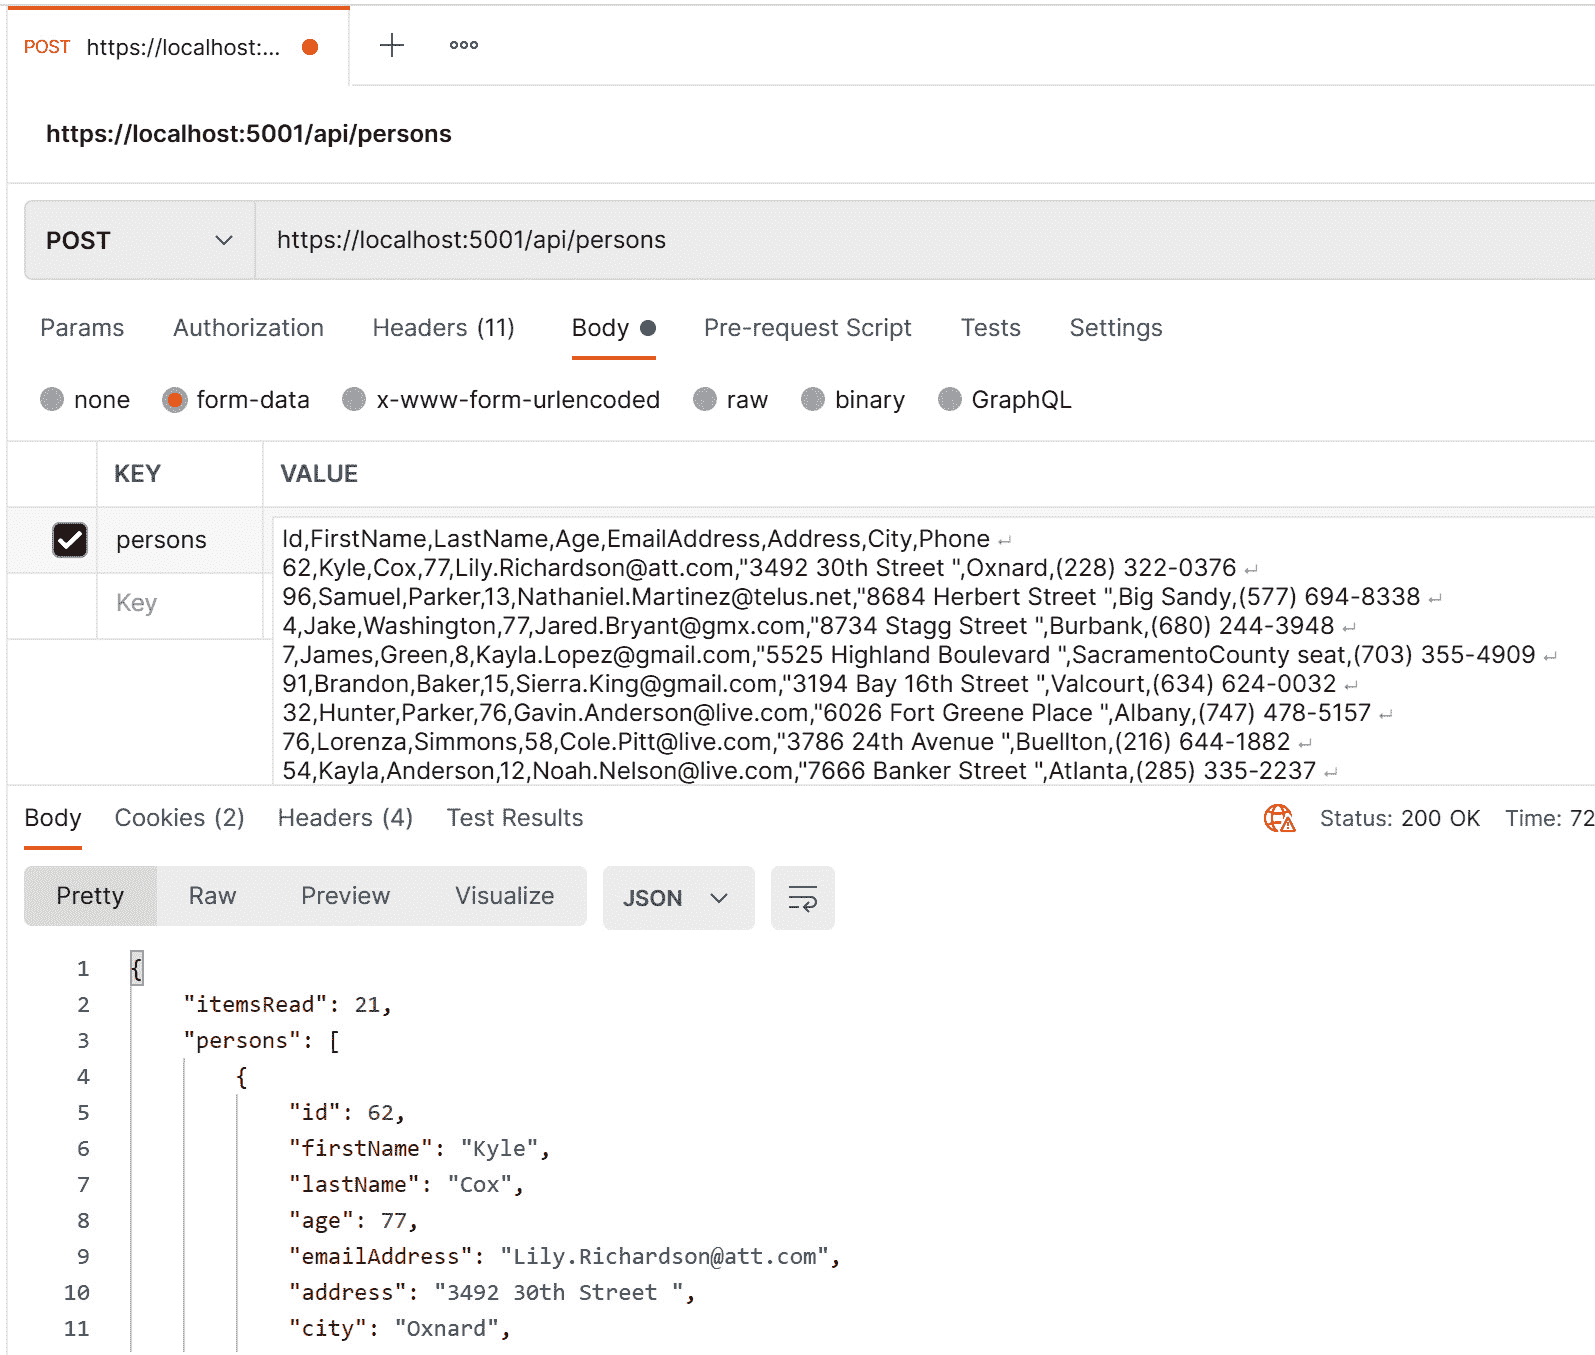 POST https://localhost:...
https://localhost:5001/api/persons
POST https://localhost:5001/api/persons
Params Authorization Headers (11) Body Pre-request Script Tests Settings
none form-data x-www-form-urlencoded raw binary GraphQL
KEY VALUE
persons
Key
Id,FirstName,LastName,Age,EmailAddress,Address,City,Phone
62,Kyle,Cox,77,Lily.Richardson@att.com,"3492 30th Street ",Oxnard,(228) 322-0376
96,Samuel,Parker,13,Nathaniel.Martinez@telus.net,"8684 Herbert Street ",Big Sandy,(577) 694-8338
4,Jake,Washington,77,Jared.Bryant@gmx.com,"8734 Stagg Street ",Burbank,(680) 244-3948
7,James,Green,8,Kayla.Lopez@gmail.com,"5525 Highland Boulevard ",SacramentoCounty seat,(703) 355-4909
91,Brandon,Baker,15,Sierra.King@gmail.com,"3194 Bay 16th Street ",Valcourt,(634) 624-0032
32,Hunter,Parker,76,Gavin.Anderson@live.com,"6026 Fort Greene Place ",Albany,(747) 478-5157
76,Lorenza,Simmons,58,Cole.Pitt@live.com,"3786 24th Avenue ",Buellton,(216) 644-1882
54,Kayla,Anderson,12,Noah.Nelson@live.com,"7666 Banker Street ",Atlanta,(285) 335-2237
Body Cookies (2) Headers (4) Test Results Status: 200 OK Time: 72
Pretty Raw Preview Visualize JSON
1 {
2 "itemsRead": 21,
3 "persons": [
4 {
5 "id": 62,
6 "firstName": "Kyle",
7 "lastName": "Cox",
8 "age": 77,
9 "emailAddress": "Lily.Richardson@att.com",
10 "address": "3492 30th Street ",
11 "city": "Oxnard",